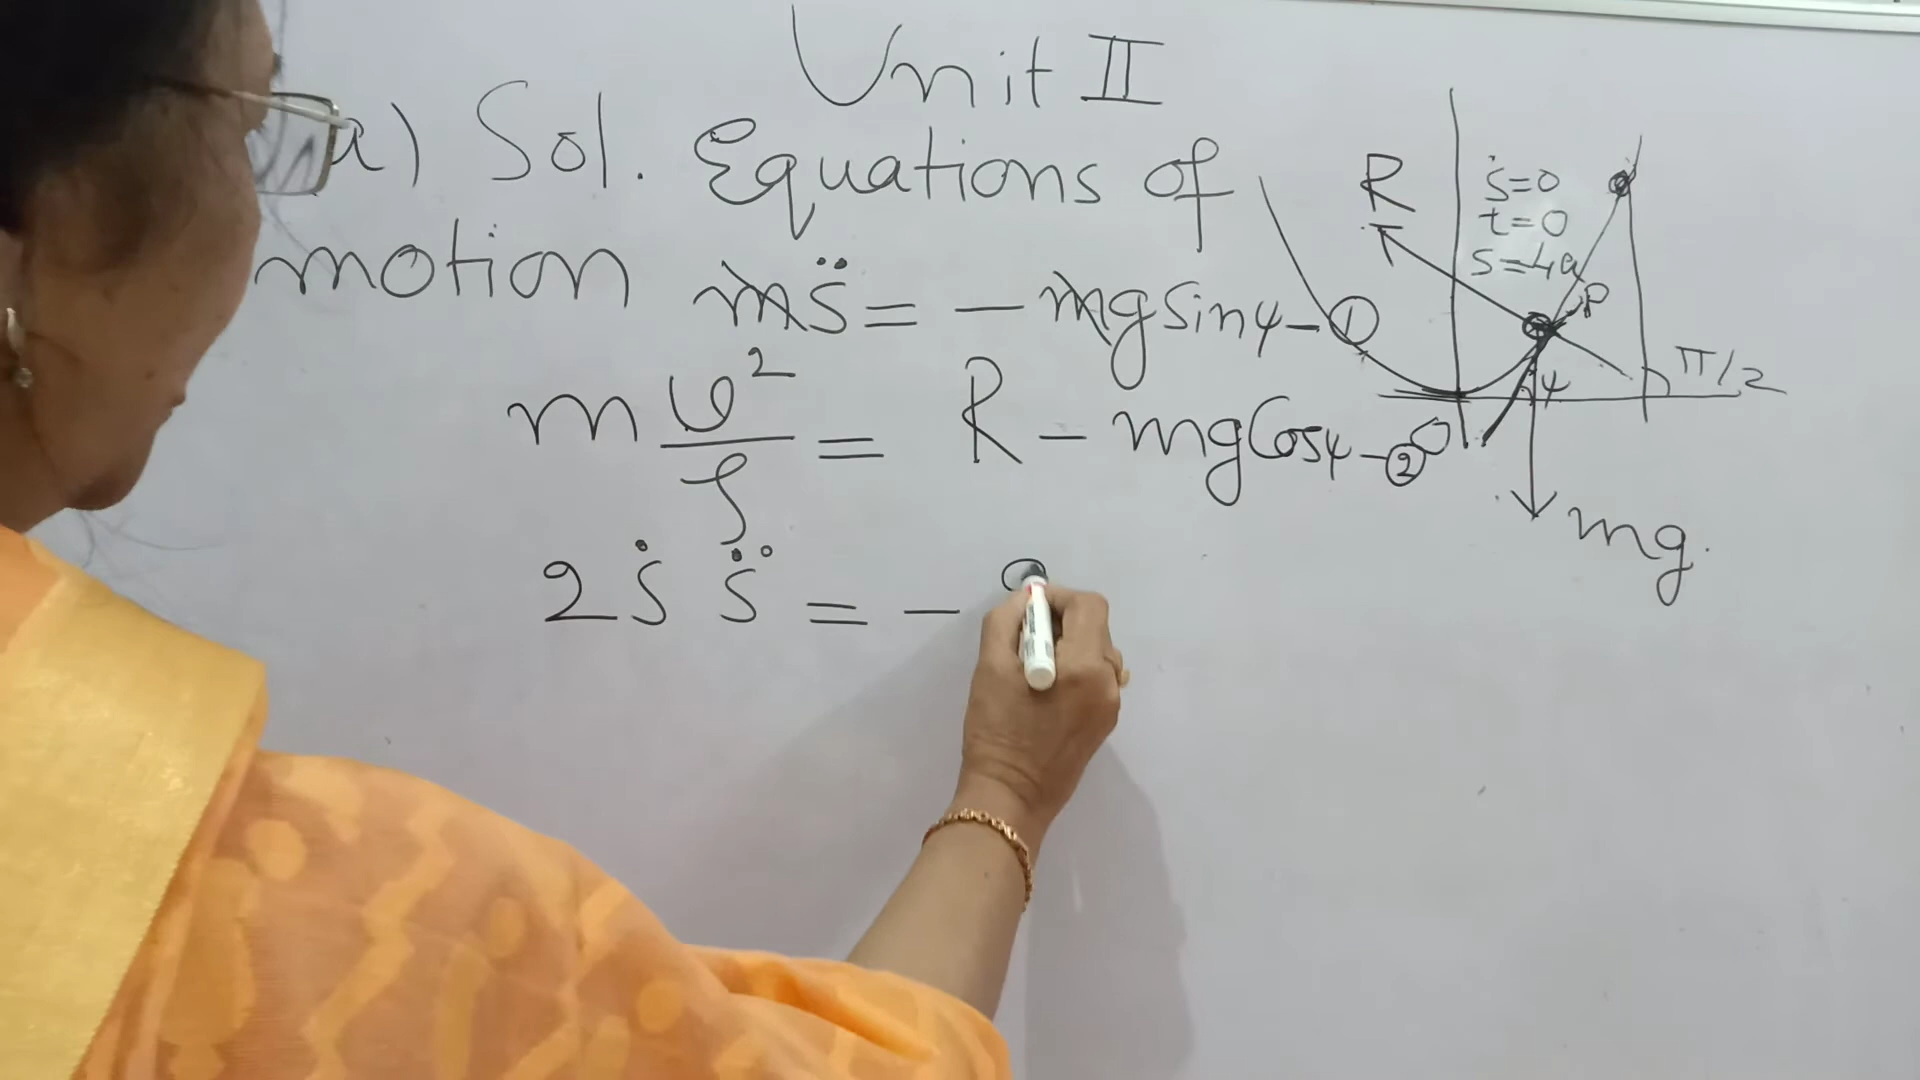 Unit II
a) Sol. Equations of
motion ms̈ = - mg sinψ - ①
m v²/ρ = R - mg Cosψ - ②
2 ṡ s̈ = -
R
ṡ=0
t=0
s=4a
P
π/2
ψ
mg.